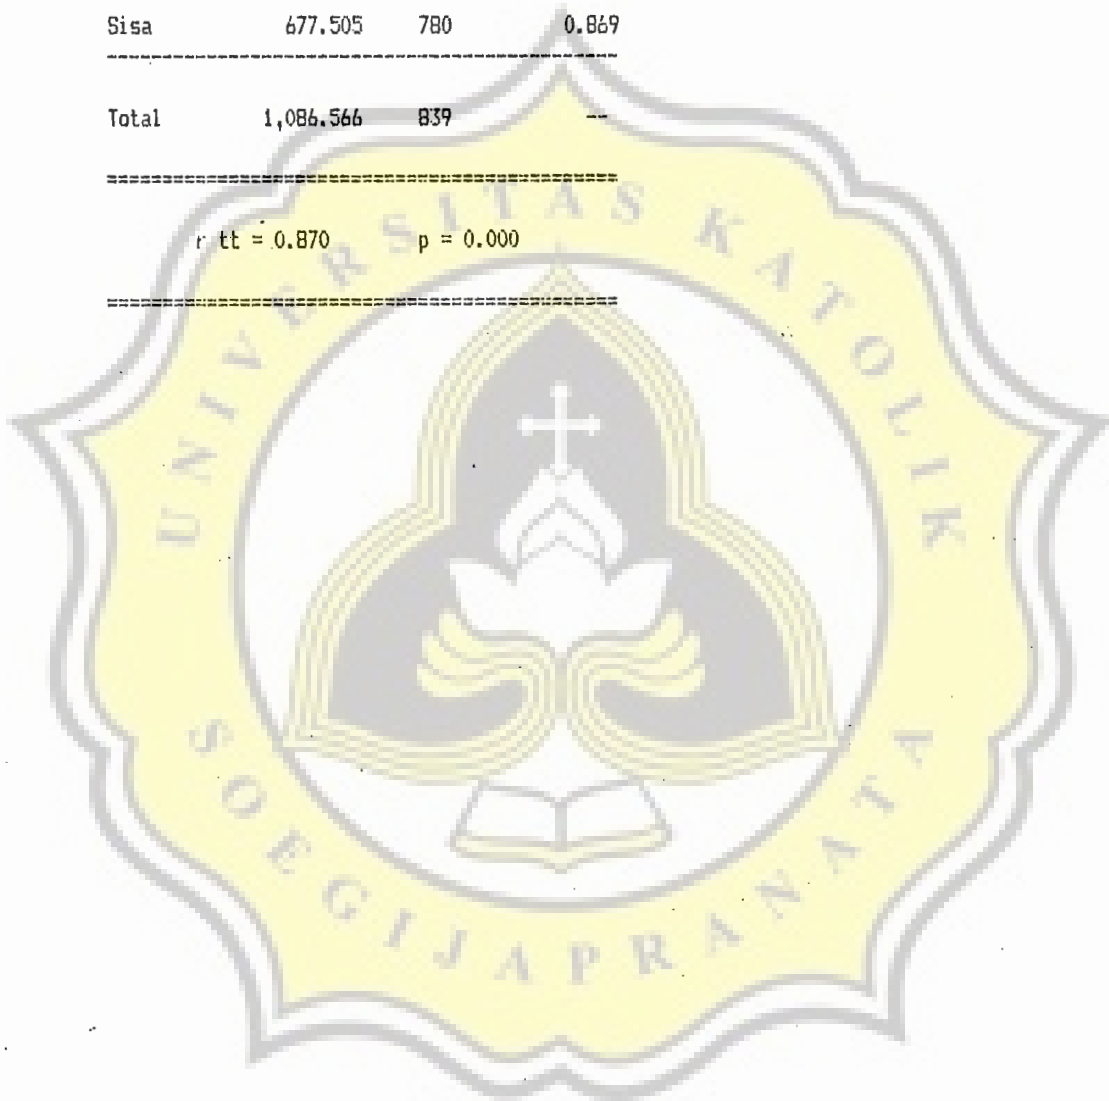 Sisa 677.505 780 0.869
Total 1,086.566 839 --
r tt = 0.870 p = 0.000
UNIVERSITAS KATOLIK
SOEGIJAPRANATA